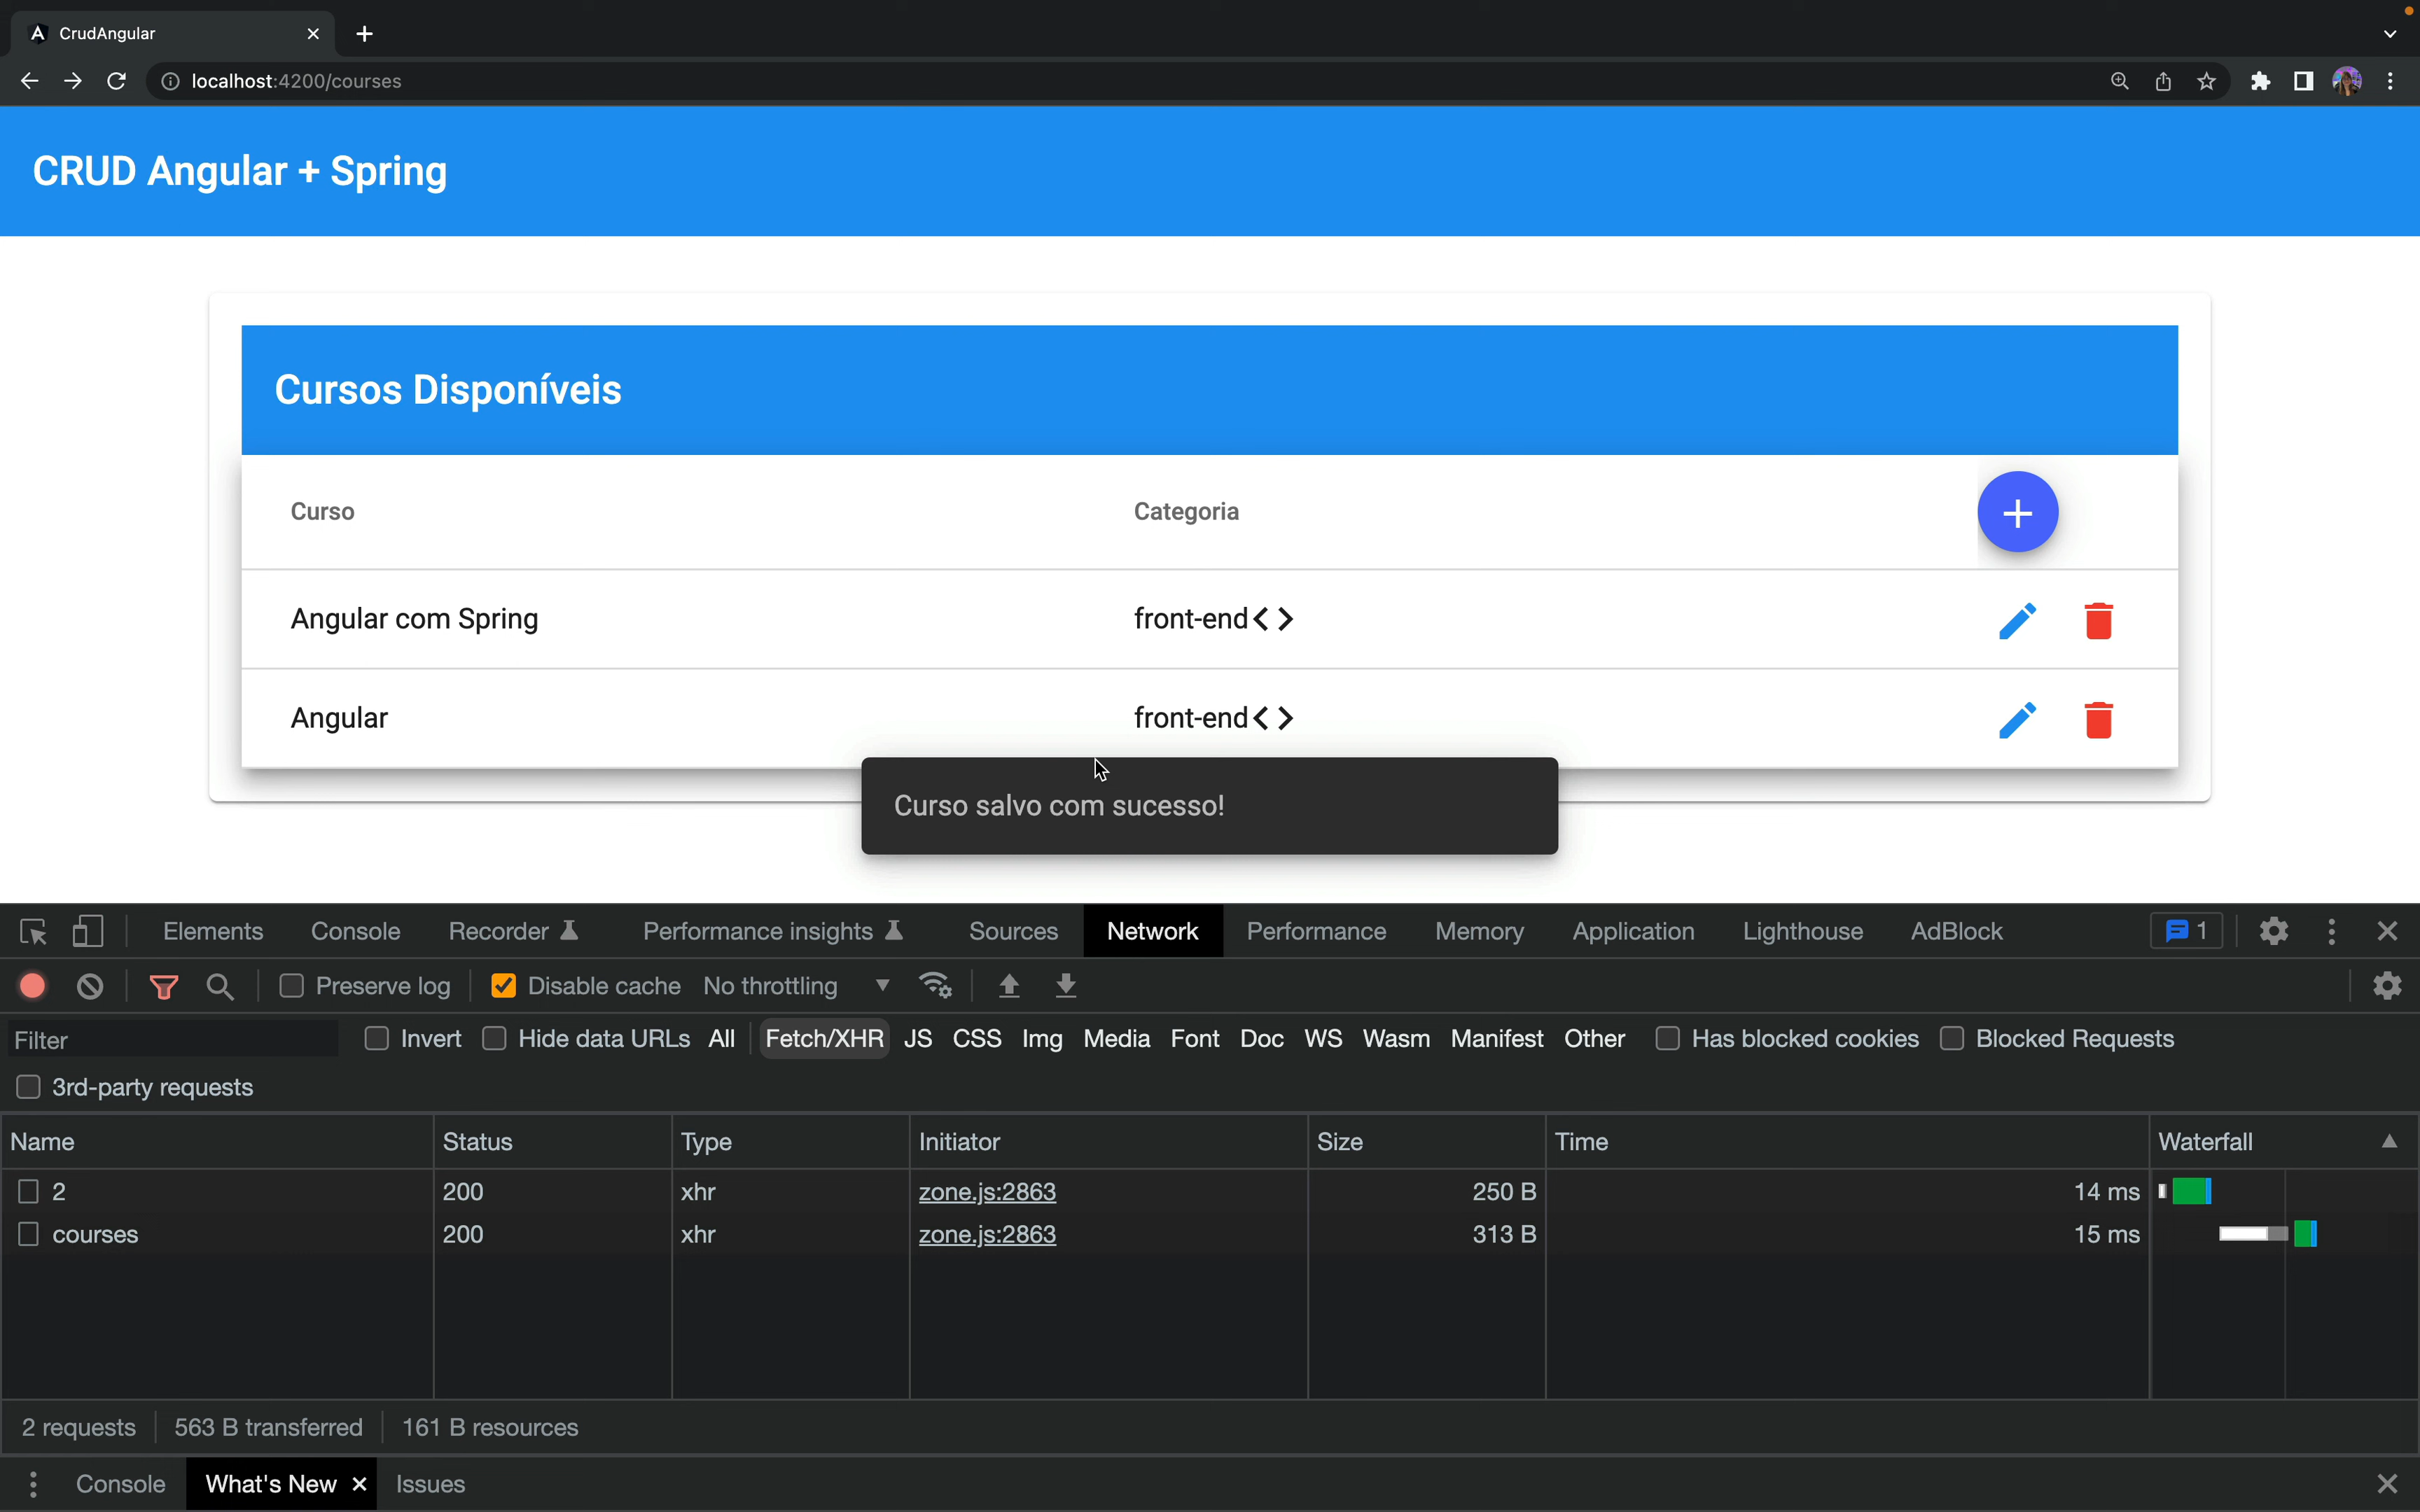 CrudAngular
localhost:4200/courses
CRUD Angular + Spring
Cursos Disponíveis
Curso Categoria
Angular com Spring front-end
Angular front-end
Curso salvo com sucesso!
Elements Console Recorder Performance insights Sources Network Performance Memory Application Lighthouse AdBlock 1
Preserve log Disable cache No throttling
Filter Invert Hide data URLs All Fetch/XHR JS CSS Img Media Font Doc WS Wasm Manifest Other Has blocked cookies Blocked Requests
3rd-party requests
Name Status Type Initiator Size Time Waterfall
2 200 xhr zone.js:2863 250 B 14 ms
courses 200 xhr zone.js:2863 313 B 15 ms
2 requests 563 B transferred 161 B resources
Console What's New Issues